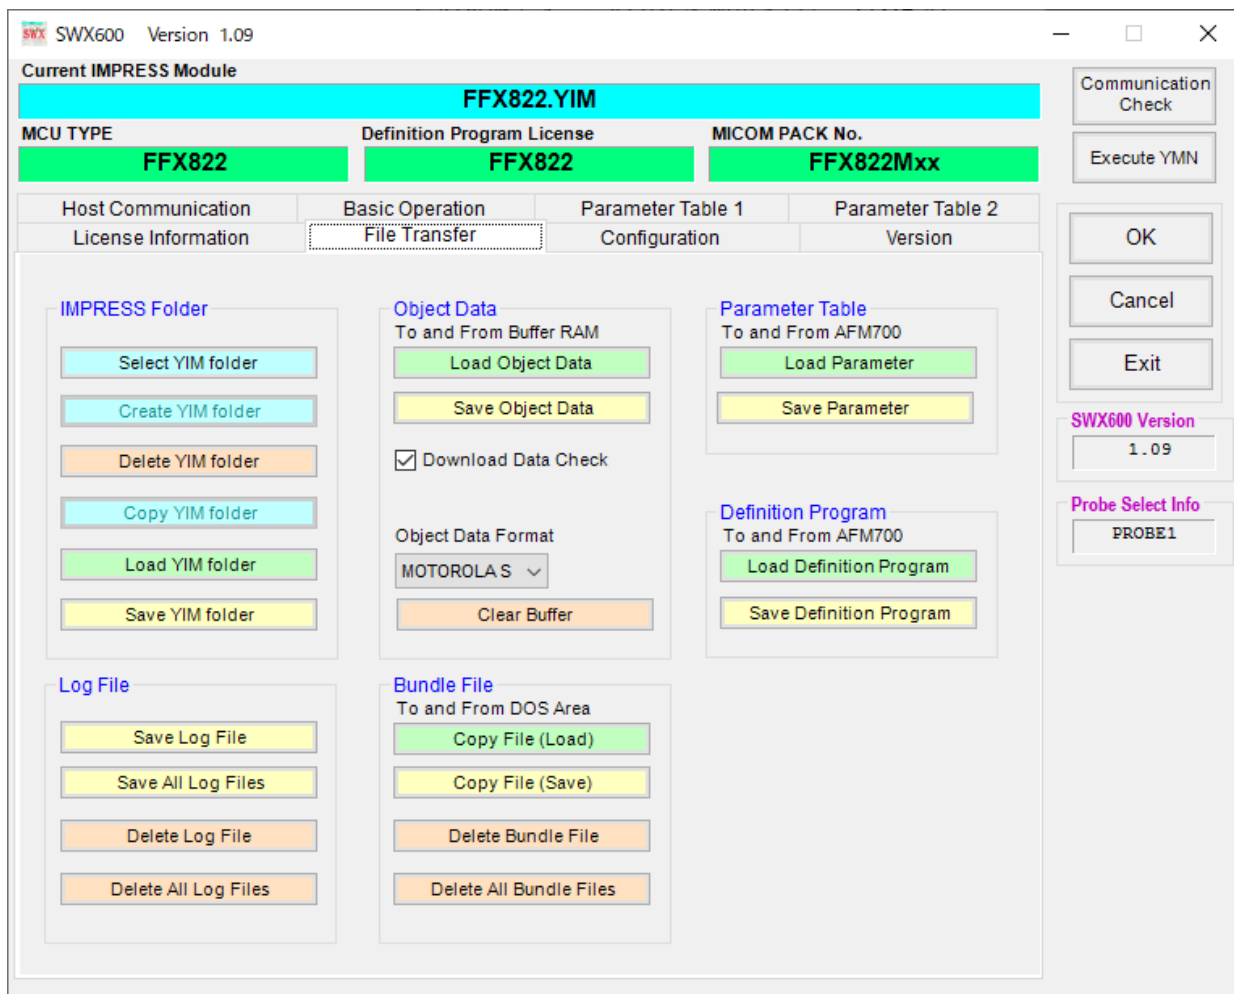 SWX SWX600 Version 1.09
Current IMPRESS Module
FFX822.YIM
MCU TYPE
FFX822
Definition Program License
FFX822
MICOM PACK No.
FFX822Mxx
Communication
Check
Execute YMN
Host Communication
Basic Operation
Parameter Table 1
Parameter Table 2
License Information
File Transfer
Configuration
Version
OK
Cancel
Exit
SWX600 Version
1.09
Probe Select Info
PROBE1
IMPRESS Folder
Select YIM folder
Create YIM folder
Delete YIM folder
Copy YIM folder
Load YIM folder
Save YIM folder
Object Data
To and From Buffer RAM
Load Object Data
Save Object Data
Download Data Check
Object Data Format
MOTOROLA S
Clear Buffer
Parameter Table
To and From AFM700
Load Parameter
Save Parameter
Definition Program
To and From AFM700
Load Definition Program
Save Definition Program
Log File
Save Log File
Save All Log Files
Delete Log File
Delete All Log Files
Bundle File
To and From DOS Area
Copy File (Load)
Copy File (Save)
Delete Bundle File
Delete All Bundle Files